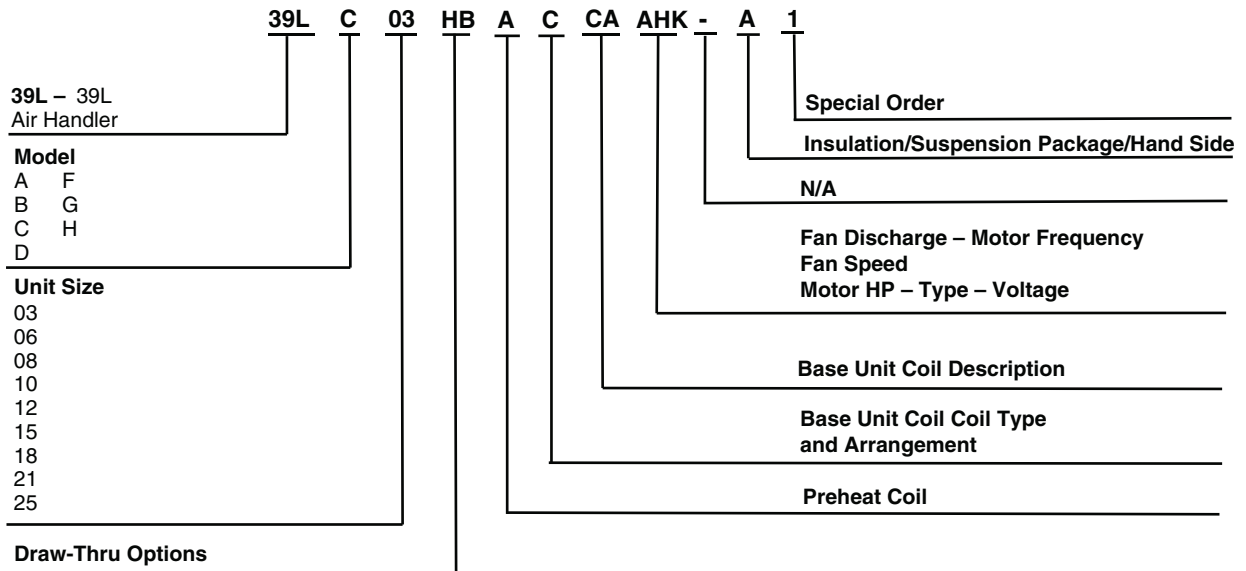 39L C 03 HB A C CA AHK - A 1
39L – 39L
Air Handler
Model
A F
B G
C H
D
Unit Size
03
06
08
10
12
15
18
21
25
Draw-Thru Options
Special Order
Insulation/Suspension Package/Hand Side
N/A
Fan Discharge – Motor Frequency
Fan Speed
Motor HP – Type – Voltage
Base Unit Coil Description
Base Unit Coil Coil Type
and Arrangement
Preheat Coil